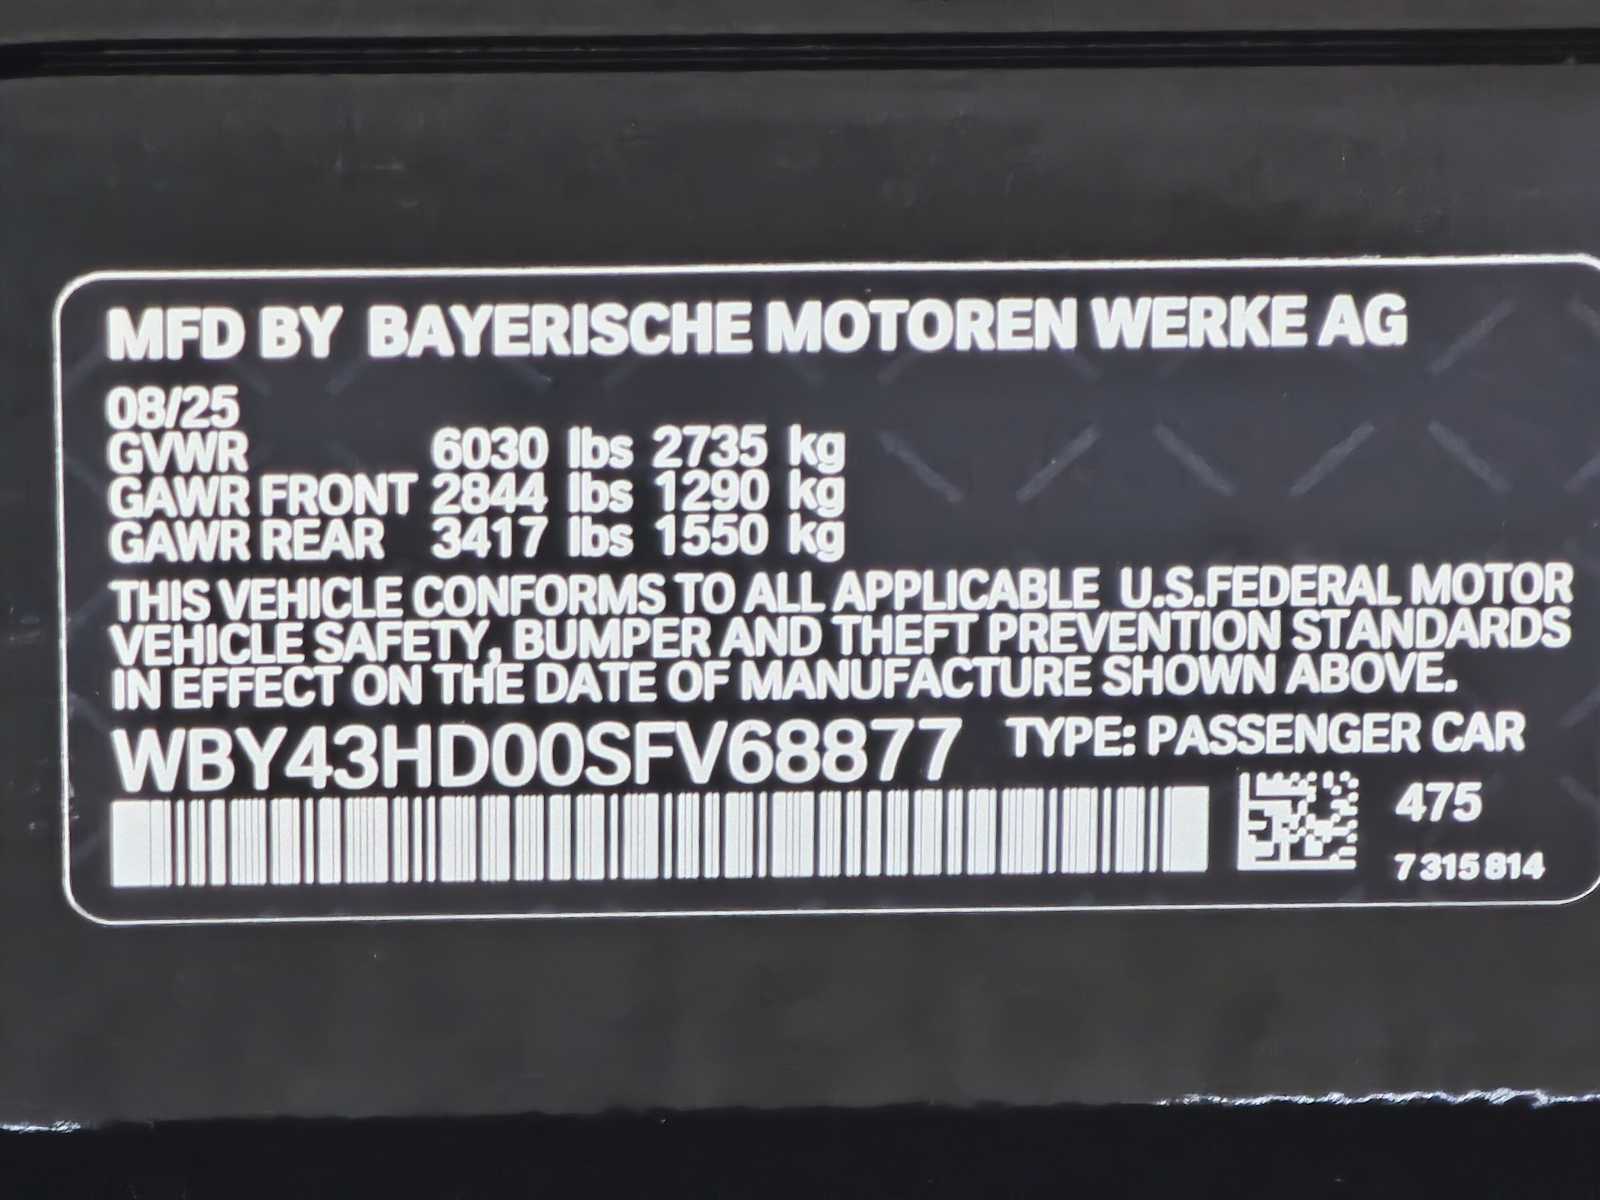 MFD BY BAYERISCHE MOTOREN WERKE AG
08/25
GVWR 6030 lbs 2735 kg
GAWR FRONT 2844 lbs 1290 kg
GAWR REAR 3417 lbs 1550 kg
THIS VEHICLE CONFORMS TO ALL APPLICABLE U.S.FEDERAL MOTOR
VEHICLE SAFETY, BUMPER AND THEFT PREVENTION STANDARDS
IN EFFECT ON THE DATE OF MANUFACTURE SHOWN ABOVE.
WBY43HD00SFV68877 TYPE: PASSENGER CAR
475
7 315 814